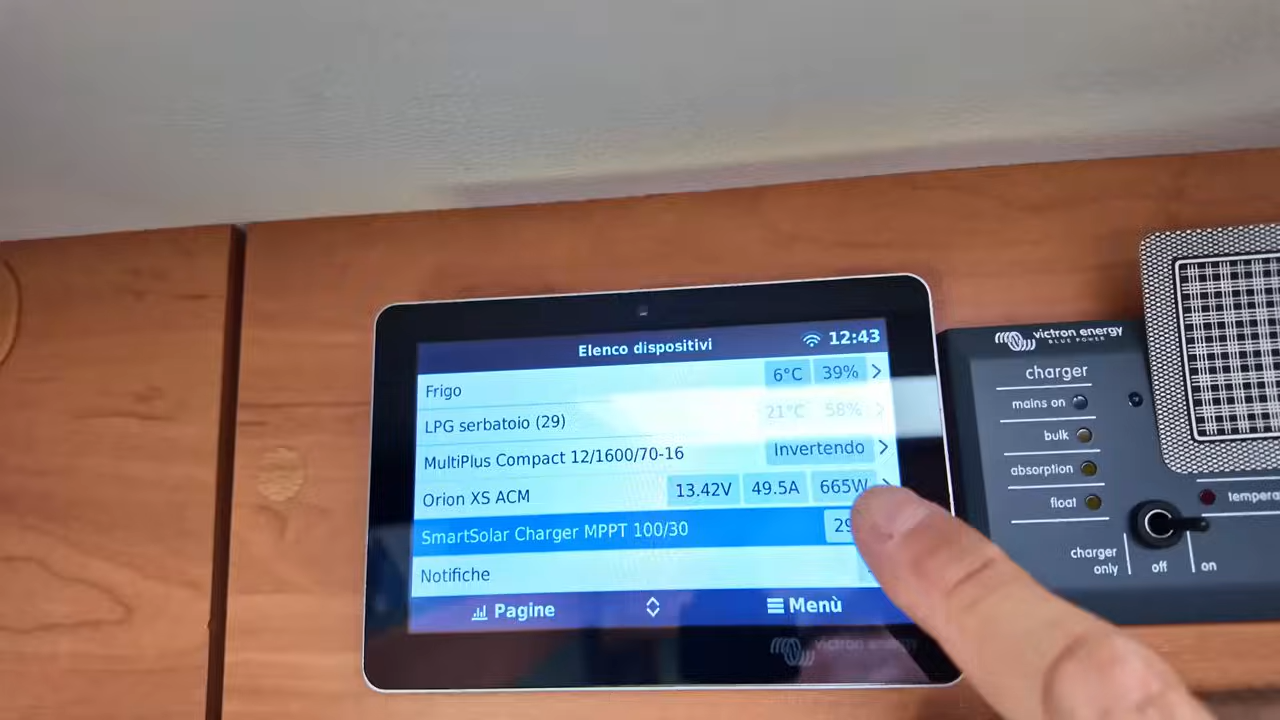 Elenco dispositivi
12:43
Frigo 6°C 39%
LPG serbatoio (29) 21°C 58%
MultiPlus Compact 12/1600/70-16 Invertendo
Orion XS ACM 13.42V 49.5A 665W
SmartSolar Charger MPPT 100/30
Notifiche
Pagine
Menù
victron energy
victron energy
BLUE POWER
charger
mains on
bulk
absorption
float
charger only
off
on